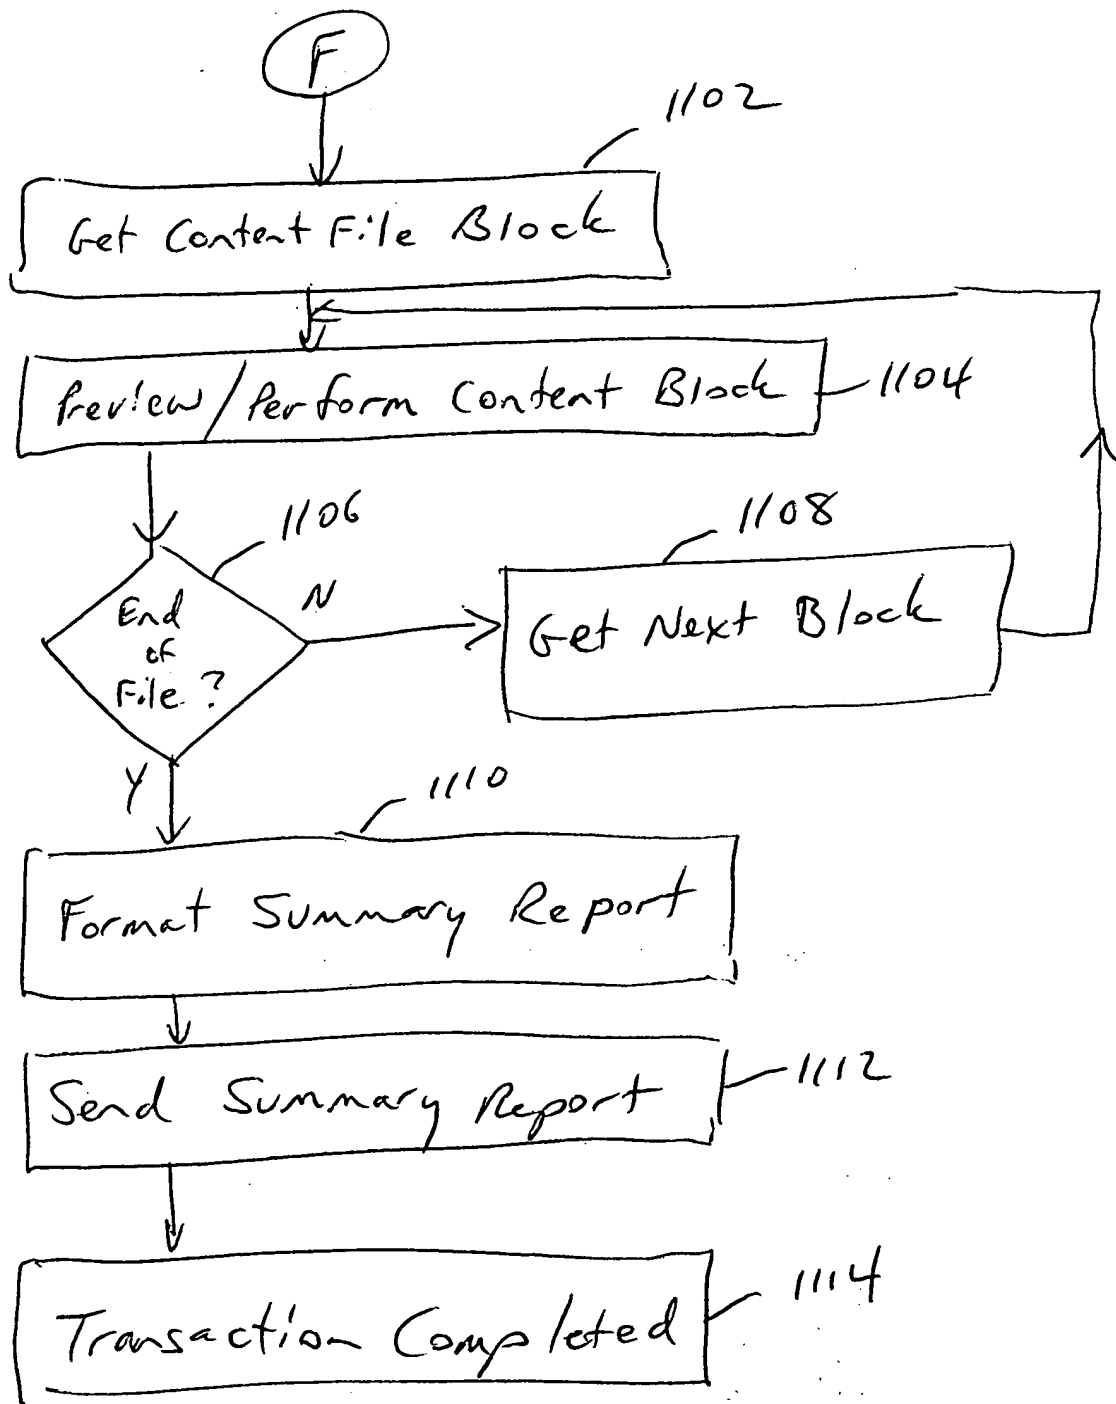 F
1102
Get Content File Block
Preview/Perform Content Block
1104
1106
1108
End
of
File?
N
Get Next Block
Y
1110
Format Summary Report
Send Summary Report
1112
Transaction Completed
1114